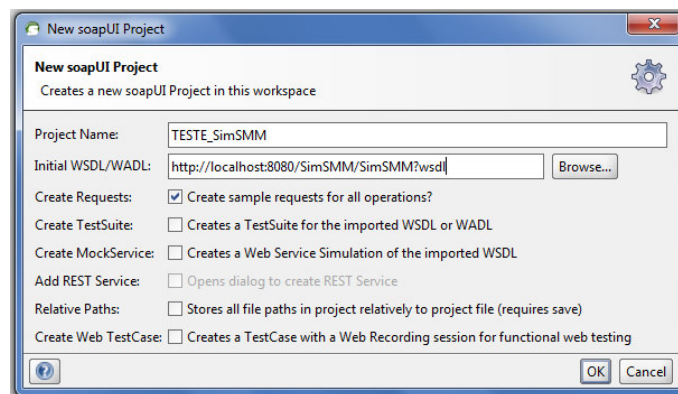 New soapUI Project
New soapUI Project
Creates a new soapUI Project in this workspace
Project Name: TESTE_SimSMM
Initial WSDL/WADL: http://localhost:8080/SimSMM/SimSMM?wsdl Browse...
Create Requests: Create sample requests for all operations?
Create TestSuite: Creates a TestSuite for the imported WSDL or WADL
Create MockService: Creates a Web Service Simulation of the imported WSDL
Add REST Service: Opens dialog to create REST Service
Relative Paths: Stores all file paths in project relatively to project file (requires save)
Create Web TestCase: Creates a TestCase with a Web Recording session for functional web testing
OK Cancel